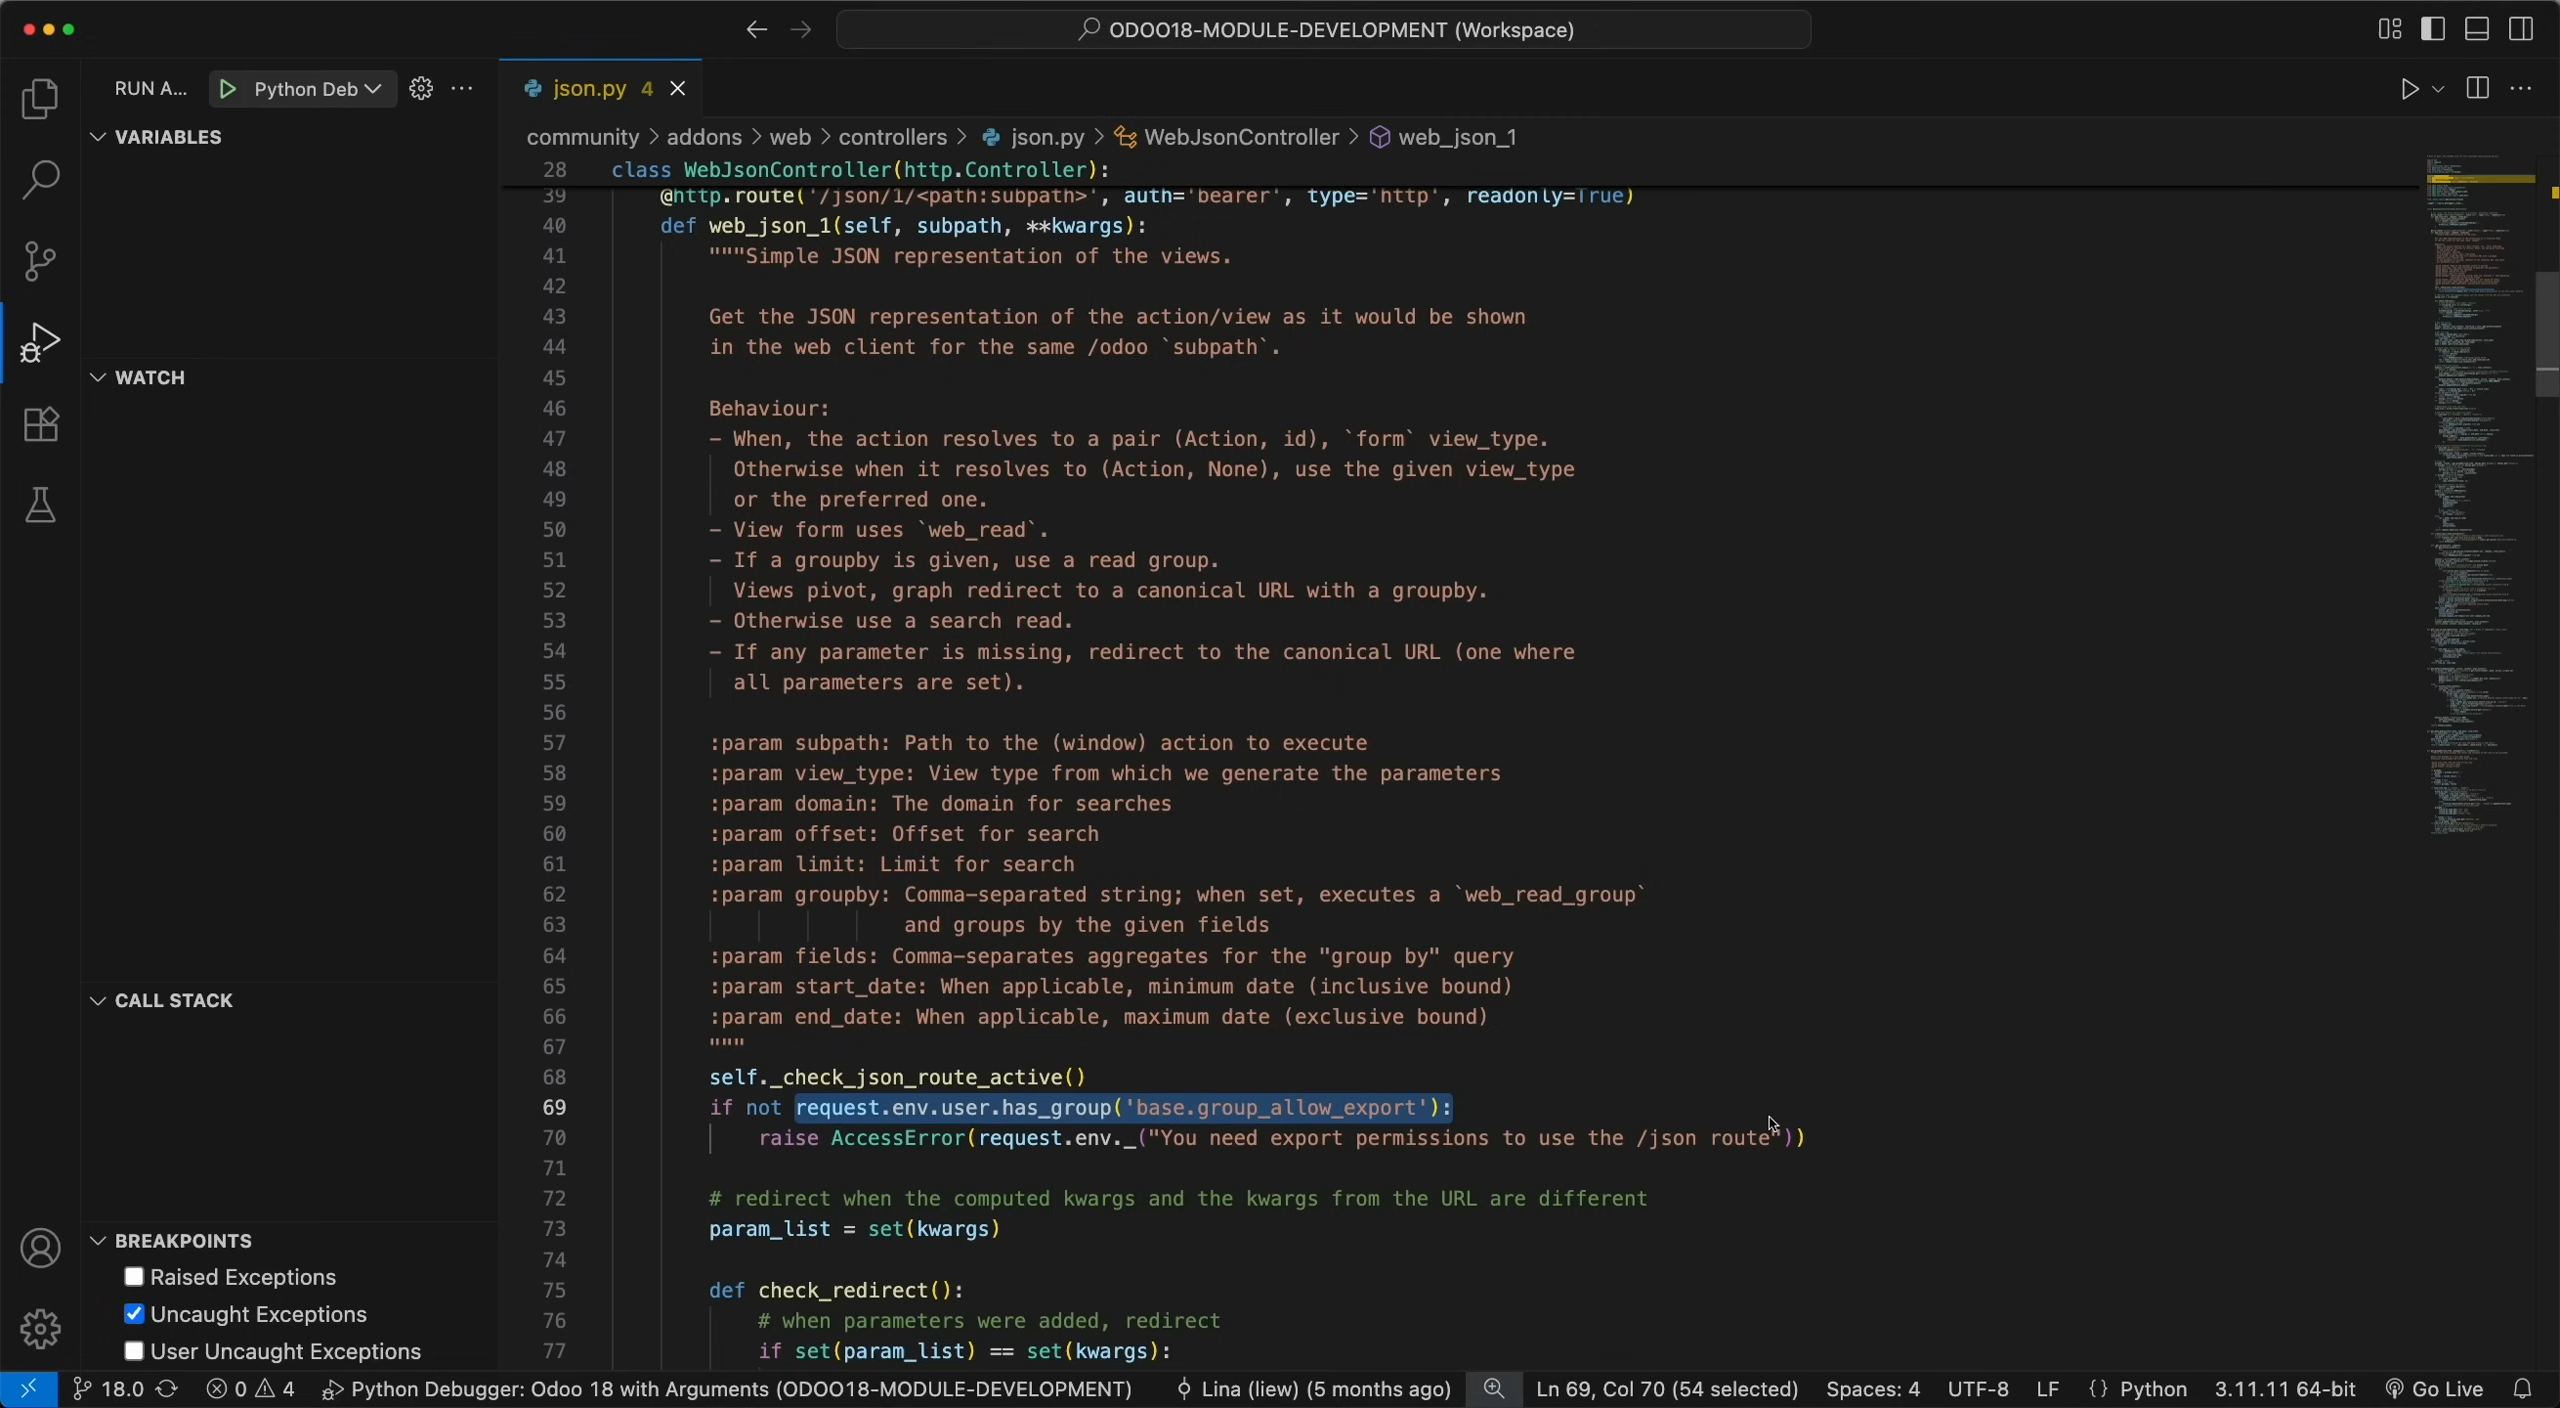 ODOO18-MODULE-DEVELOPMENT (Workspace)
RUN A...
Python Deb
json.py 4
VARIABLES
WATCH
CALL STACK
BREAKPOINTS
Raised Exceptions
Uncaught Exceptions
User Uncaught Exceptions
community > addons > web > controllers > json.py > WebJsonController > web_json_1
28 class WebJsonController(http.Controller):
39 @http.route('/json/1/<path:subpath>', auth='bearer', type='http', readonly=True)
40 def web_json_1(self, subpath, **kwargs):
41 """Simple JSON representation of the views.
42
43 Get the JSON representation of the action/view as it would be shown
44 in the web client for the same /odoo `subpath`.
45
46 Behaviour:
47 - When, the action resolves to a pair (Action, id), `form` view_type.
48 Otherwise when it resolves to (Action, None), use the given view_type
49 or the preferred one.
50 - View form uses `web_read`.
51 - If a groupby is given, use a read group.
52 Views pivot, graph redirect to a canonical URL with a groupby.
53 - Otherwise use a search read.
54 - If any parameter is missing, redirect to the canonical URL (one where
55 all parameters are set).
56
57 :param subpath: Path to the (window) action to execute
58 :param view_type: View type from which we generate the parameters
59 :param domain: The domain for searches
60 :param offset: Offset for search
61 :param limit: Limit for search
62 :param groupby: Comma-separated string; when set, executes a `web_read_group`
63 and groups by the given fields
64 :param fields: Comma-separates aggregates for the "group by" query
65 :param start_date: When applicable, minimum date (inclusive bound)
66 :param end_date: When applicable, maximum date (exclusive bound)
67 """
68 self._check_json_route_active()
69 if not request.env.user.has_group('base.group_allow_export'):
70 raise AccessError(request.env._("You need export permissions to use the /json route"))
71
72 # redirect when the computed kwargs and the kwargs from the URL are different
73 param_list = set(kwargs)
74
75 def check_redirect():
76 # when parameters were added, redirect
77 if set(param_list) == set(kwargs):
18.0 0 4 Python Debugger: Odoo 18 with Arguments (ODOO18-MODULE-DEVELOPMENT) Lina (liew) (5 months ago) Ln 69, Col 70 (54 selected) Spaces: 4 UTF-8 LF {} Python 3.11.11 64-bit Go Live